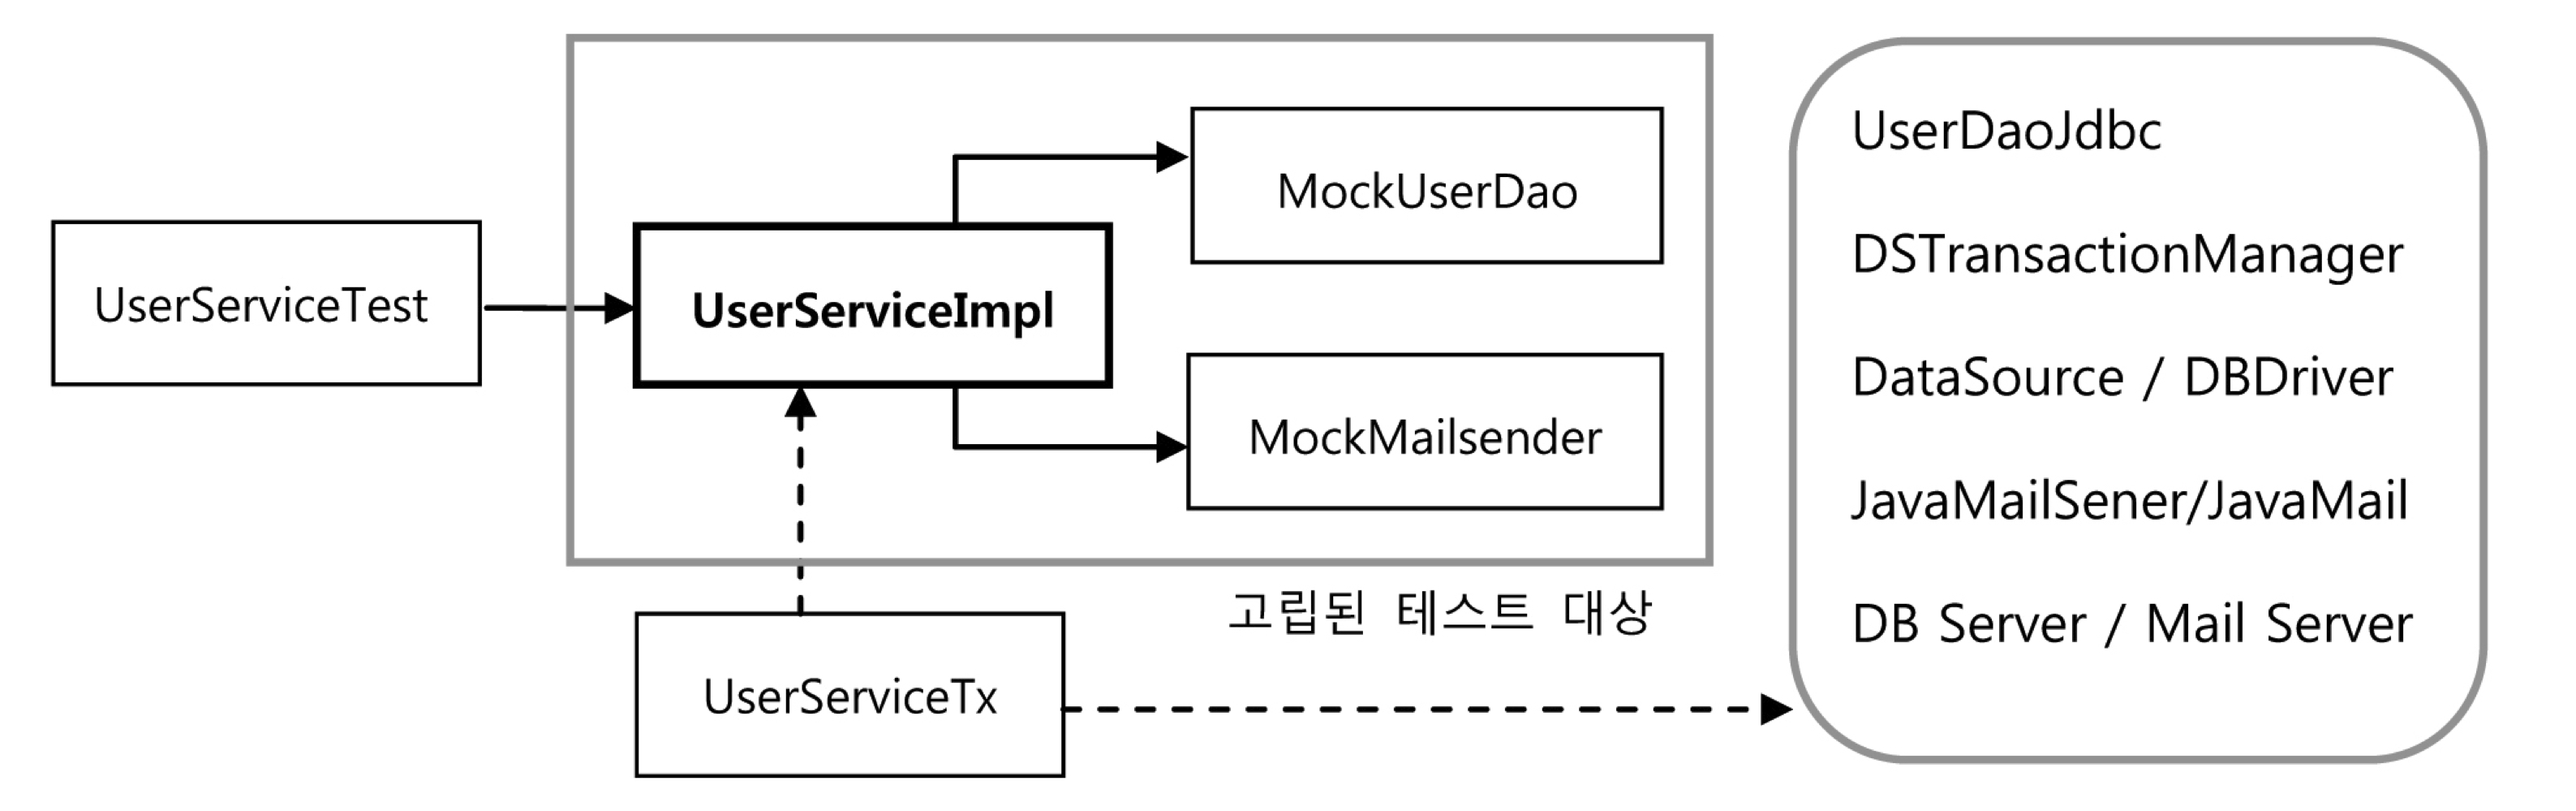 UserServiceTest
UserServiceImpl
MockUserDao
MockMailsender
고립된 테스트 대상
UserServiceTx
UserDaoJdbc
DSTransactionManager
DataSource / DBDriver
JavaMailSener/JavaMail
DB Server / Mail Server